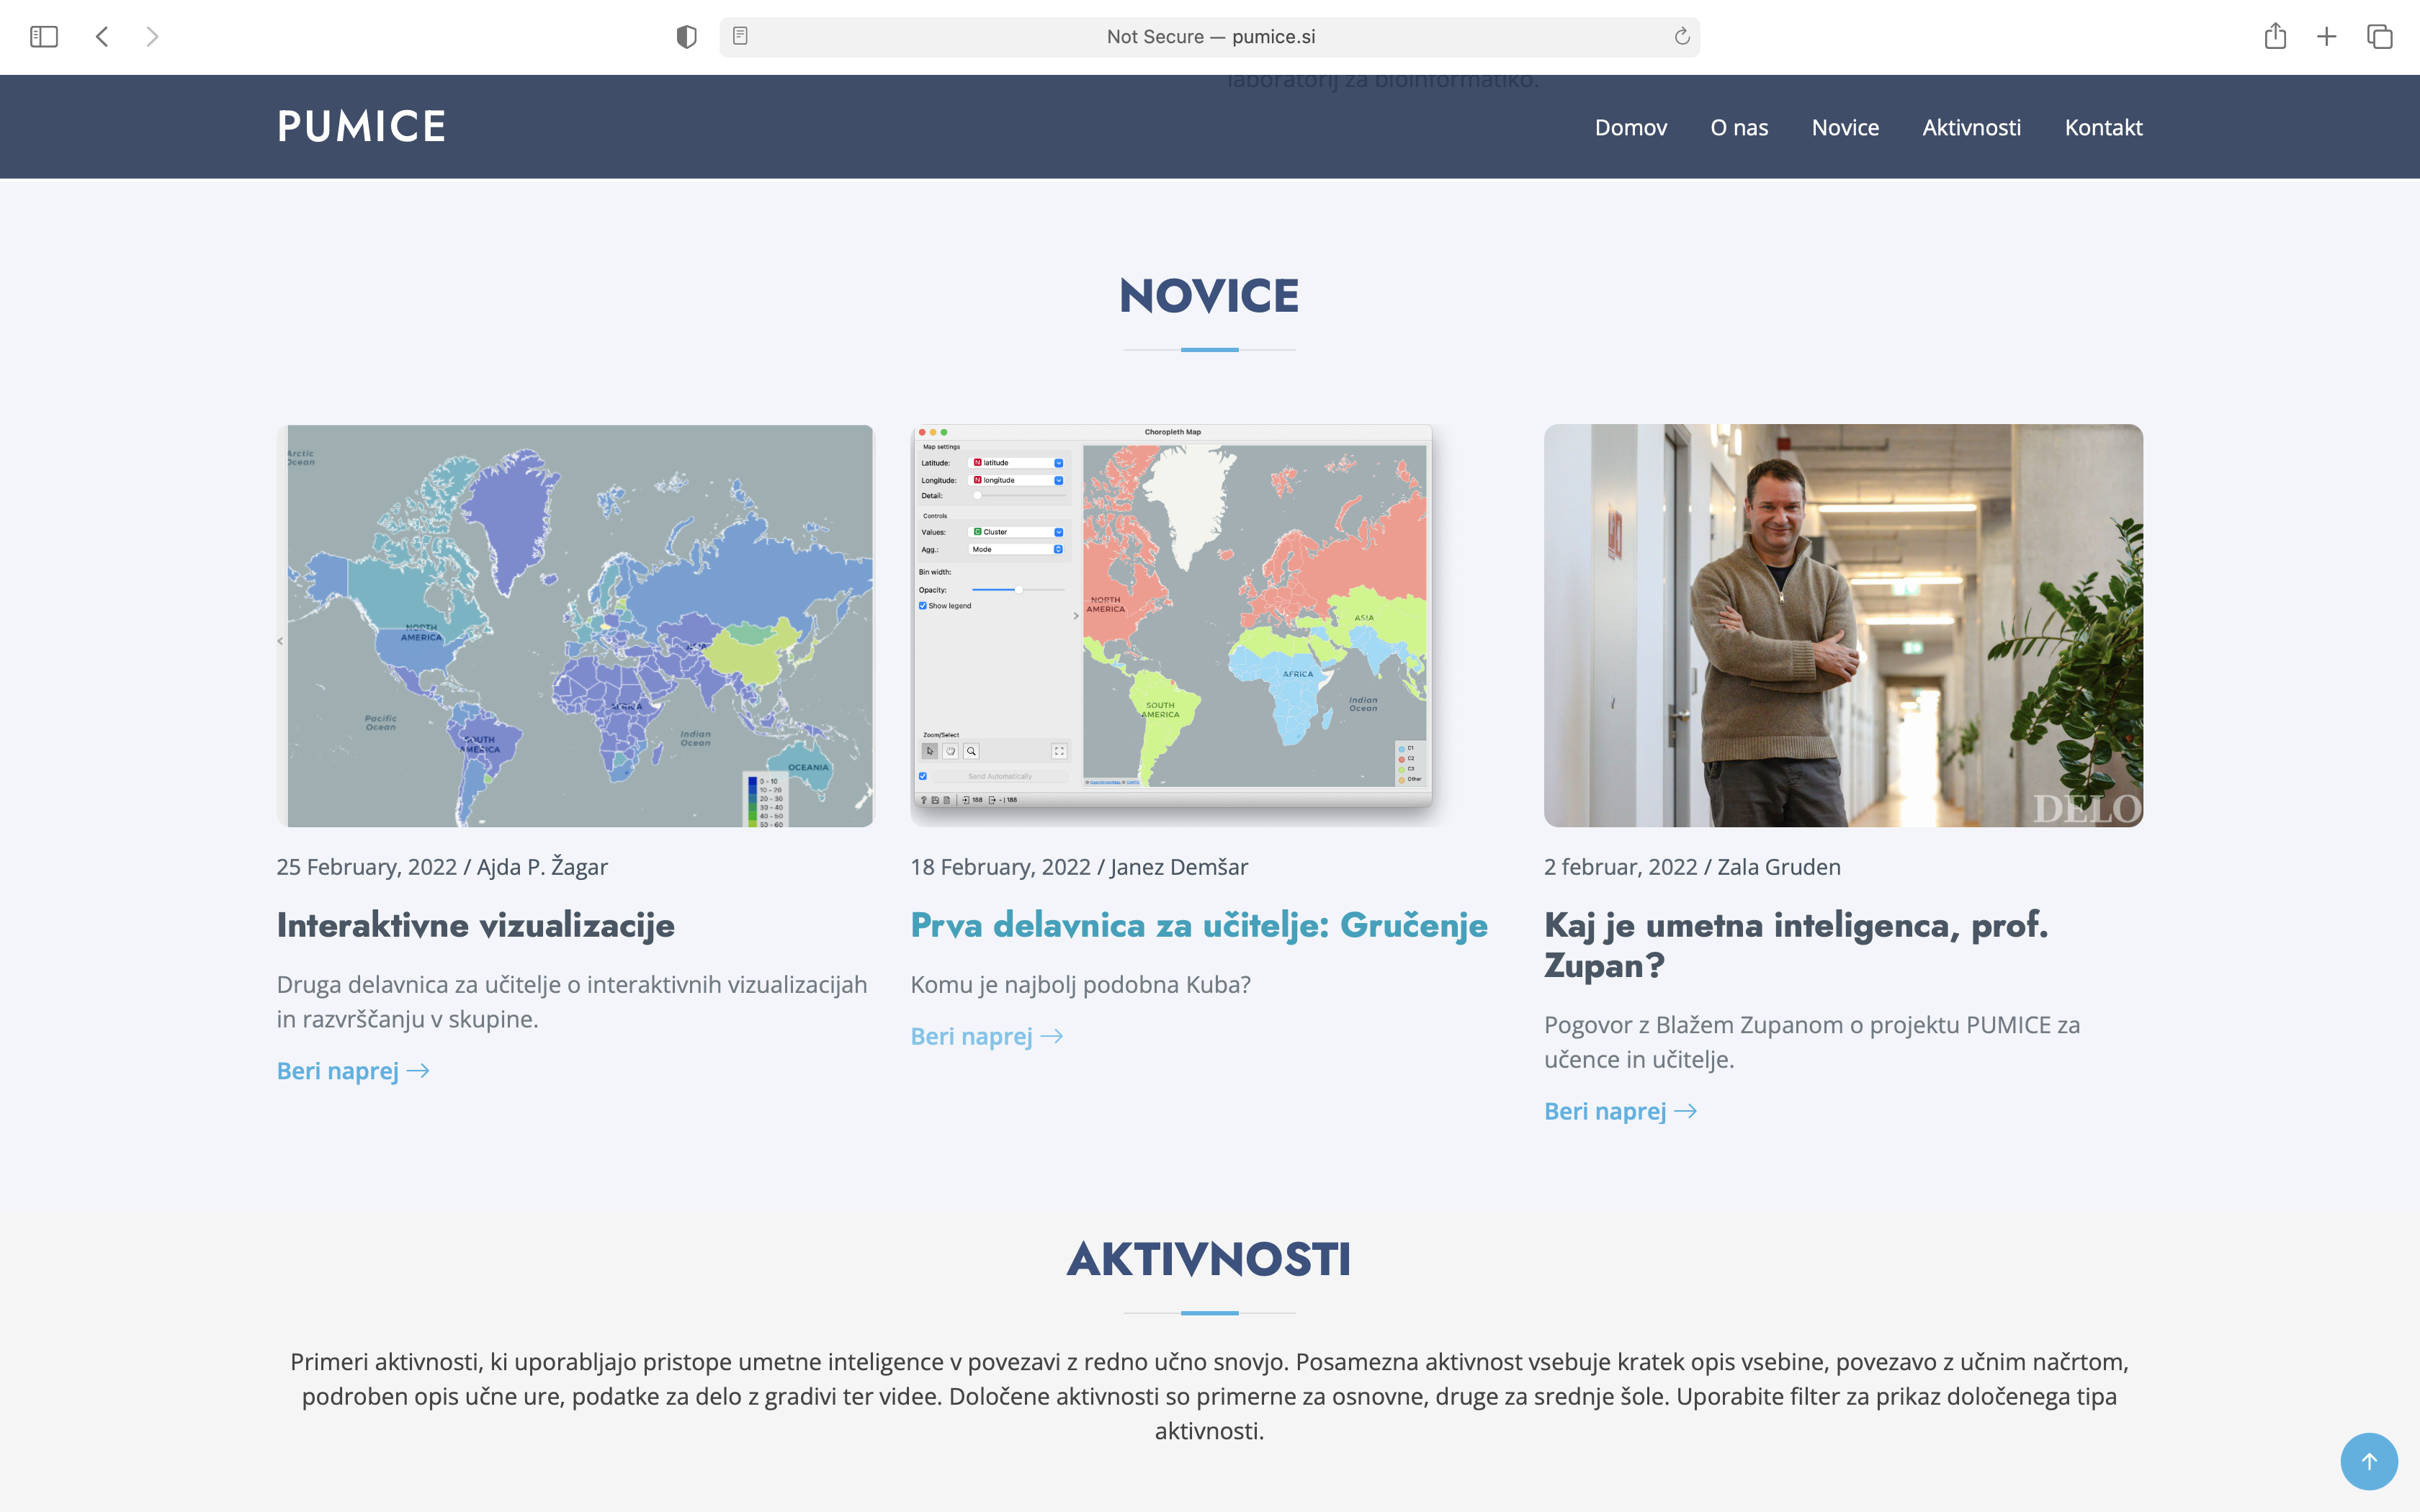 Not Secure — pumice.si
laboratorij za bioinformatiko.
PUMICE
Domov
O nas
Novice
Aktivnosti
Kontakt
NOVICE
Arctic
Ocean
NORTH
AMERICA
Pacific
Ocean
SOUTH
AMERICA
AFRICA
Indian
Ocean
OCEANIA
0 - 10
10 - 20
20 - 30
30 - 40
40 - 50
50 - 60
25 February, 2022 / Ajda P. Žagar
Interaktivne vizualizacije
Druga delavnica za učitelje o interaktivnih vizualizacijah
in razvrščanju v skupine.
Beri naprej →
Choropleth Map
Map settings
Latitude: N latitude
Longitude: N longitude
Detail:
Controls
Values: C Cluster
Agg.: Mode
Bin width:
Opacity:
Show legend
Zoom/Select
Send Automatically
188 - | 188
NORTH
AMERICA
ASIA
AFRICA
SOUTH
AMERICA
Indian
Ocean
C1
C2
C3
Other
18 February, 2022 / Janez Demšar
Prva delavnica za učitelje: Gručenje
Komu je najbolj podobna Kuba?
Beri naprej →
DELO
2 februar, 2022 / Zala Gruden
Kaj je umetna inteligenca, prof.
Zupan?
Pogovor z Blažem Zupanom o projektu PUMICE za
učence in učitelje.
Beri naprej →
AKTIVNOSTI
Primeri aktivnosti, ki uporabljajo pristope umetne inteligence v povezavi z redno učno snovjo. Posamezna aktivnost vsebuje kratek opis vsebine, povezavo z učnim načrtom,
podroben opis učne ure, podatke za delo z gradivi ter videe. Določene aktivnosti so primerne za osnovne, druge za srednje šole. Uporabite filter za prikaz določenega tipa
aktivnosti.